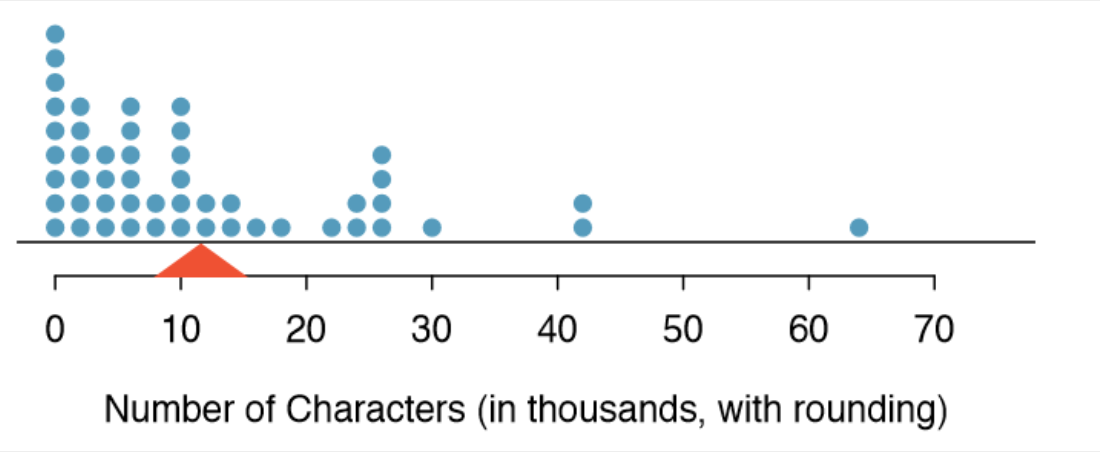 0 10 20 30 40 50 60 70
Number of Characters (in thousands, with rounding)